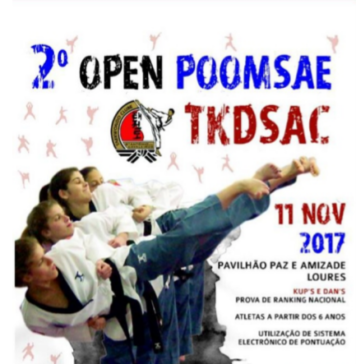 2º OPEN POOMSAE
TKDSAC
11 NOV
2017
PAVILHÃO PAZ E AMIZADE
LOURES
KUP'S E DAN'S
PROVA DE RANKING NACIONAL
ATLETAS A PARTIR DOS 6 ANOS
UTILIZAÇÃO DE SISTEMA
ELECTRÓNICO DE PONTUAÇÃO